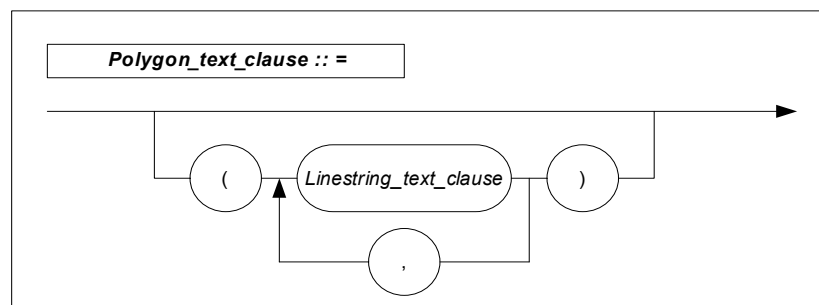 Polygon_text_clause :: =
( Linestring_text_clause )
,